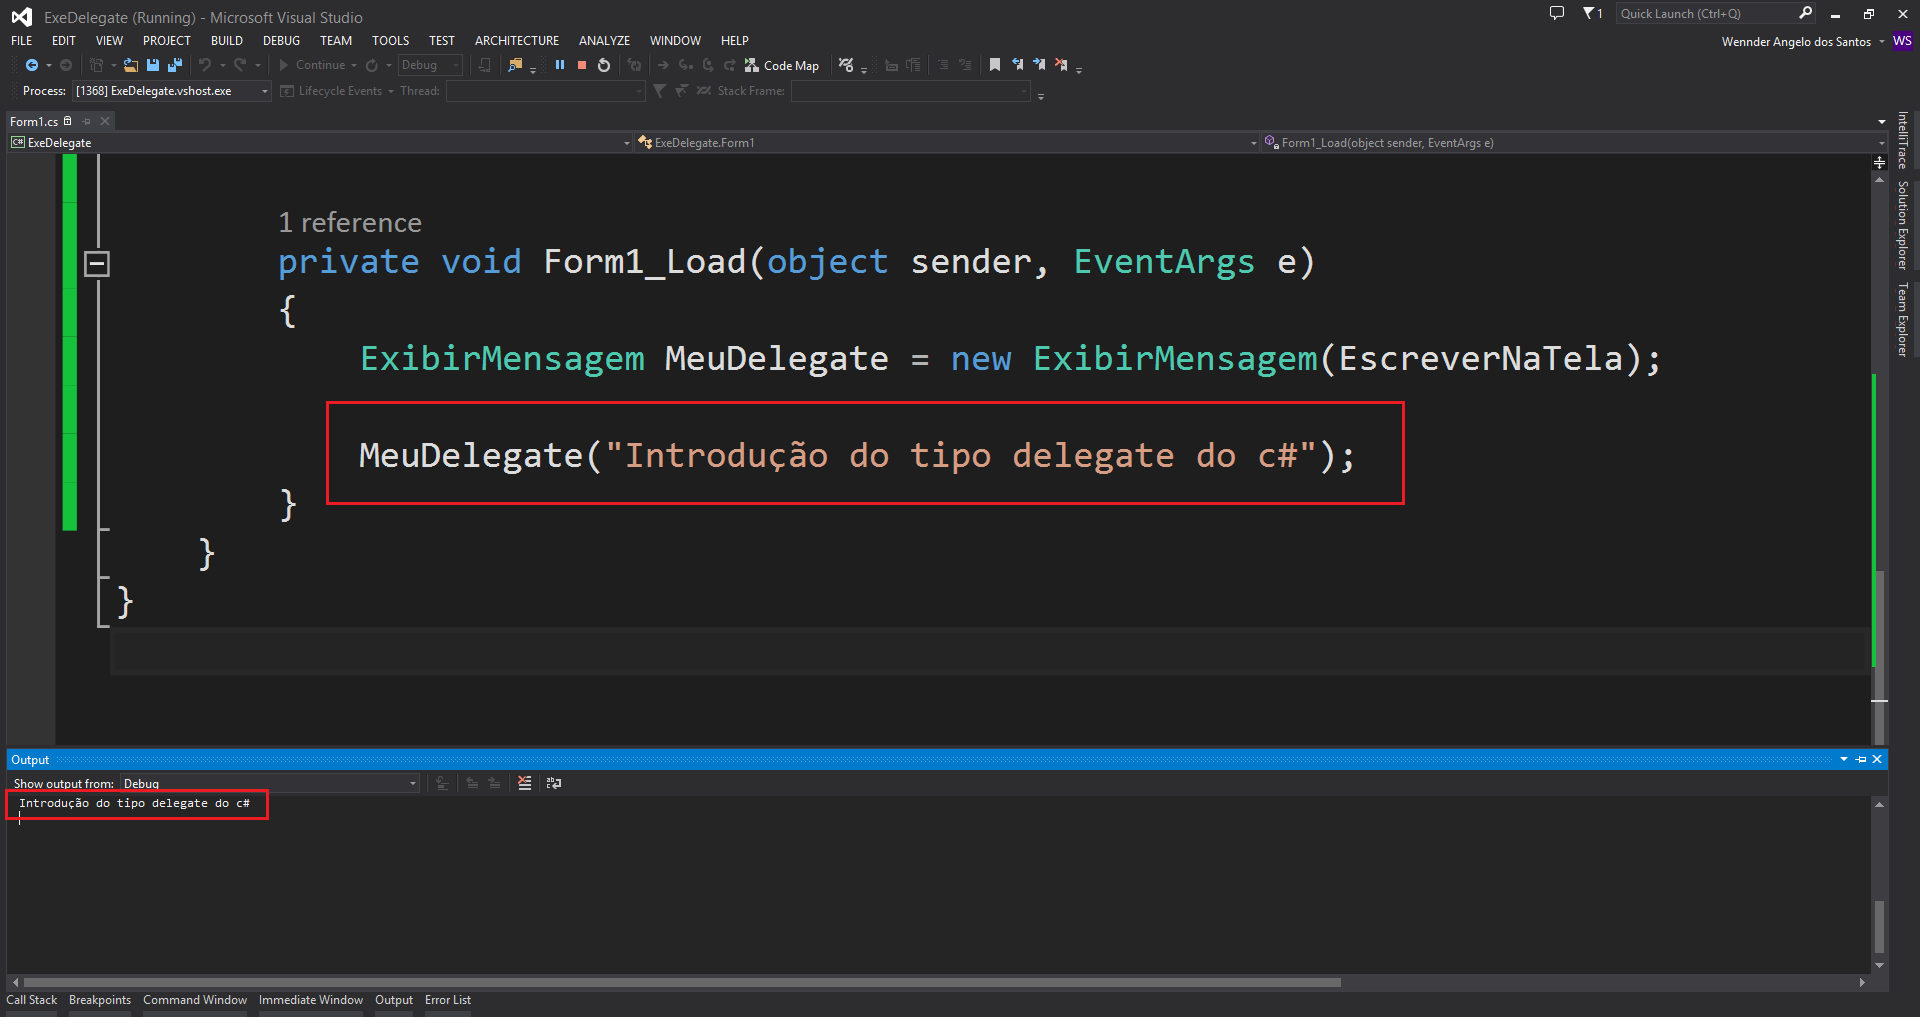 ExeDelegate (Running) - Microsoft Visual Studio
1
Quick Launch (Ctrl+Q)
FILE EDIT VIEW PROJECT BUILD DEBUG TEAM TOOLS TEST ARCHITECTURE ANALYZE WINDOW HELP
Wennder Angelo dos Santos WS
Continue Debug Code Map
Process: [1368] ExeDelegate.vshost.exe Lifecycle Events Thread: Stack Frame:
Form1.cs
C# ExeDelegate ExeDelegate.Form1 Form1_Load(object sender, EventArgs e)
IntelliTrace
Solution Explorer
Team Explorer
1 reference
private void Form1_Load(object sender, EventArgs e)
{
ExibirMensagem MeuDelegate = new ExibirMensagem(EscreverNaTela);
MeuDelegate("Introdução do tipo delegate do c#");
}
}
}
Output
Show output from: Debug
Introdução do tipo delegate do c#
Call Stack Breakpoints Command Window Immediate Window Output Error List